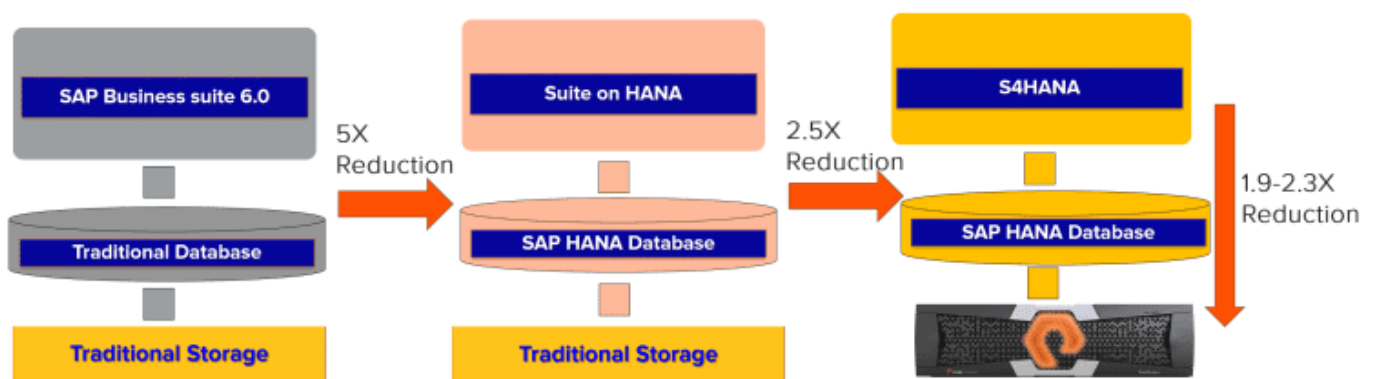 SAP Business suite 6.0
Suite on HANA
S4HANA
5X
Reduction
2.5X
Reduction
1.9-2.3X
Reduction
Traditional Database
SAP HANA Database
SAP HANA Database
Traditional Storage
Traditional Storage